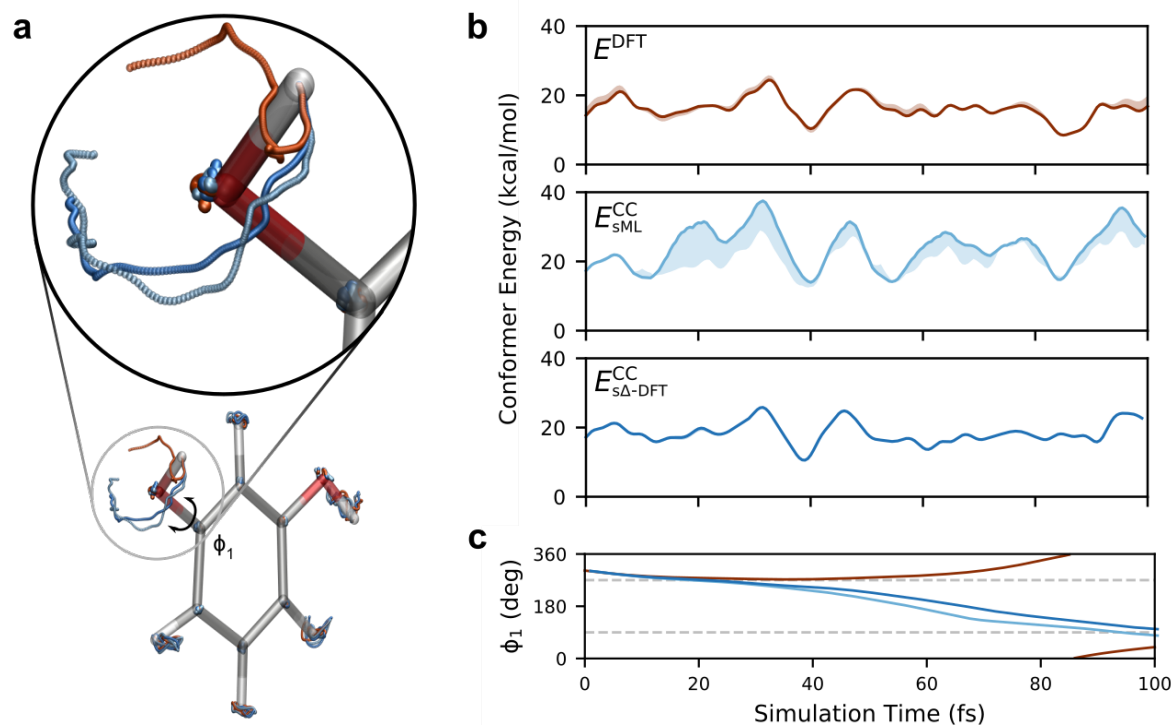 a
ϕ1
b
Conformer Energy (kcal/mol)
40
E^DFT
20
0
40
E^CC_sML
20
0
40
E^CC_sΔ-DFT
20
0
c
ϕ1 (deg)
360
180
0
0 20 40 60 80 100
Simulation Time (fs)